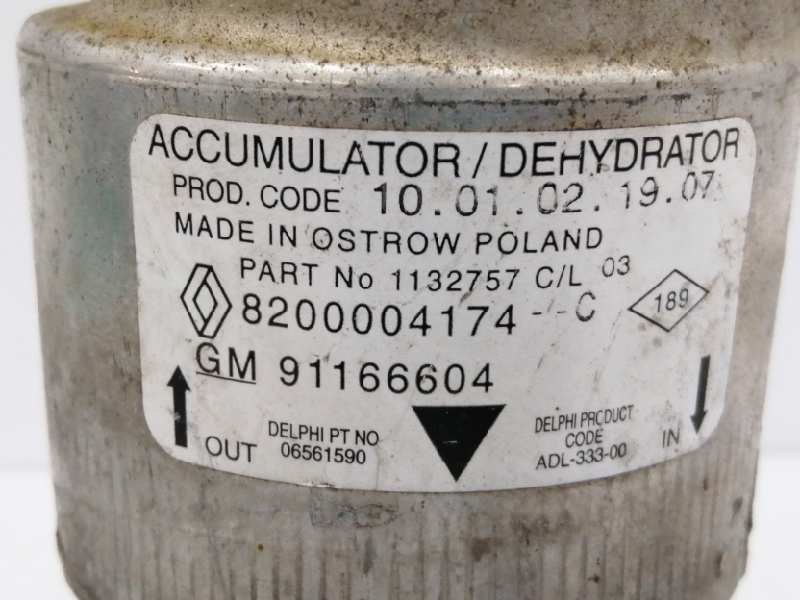 ACCUMULATOR / DEHYDRATOR
PROD. CODE 10.01.02.19.07
MADE IN OSTROW POLAND
PART No 1132757 C/L 03
8200004174--C 189
GM 91166604
OUT DELPHI PT NO 06561590
DELPHI PRODUCT CODE ADL-333-00 IN